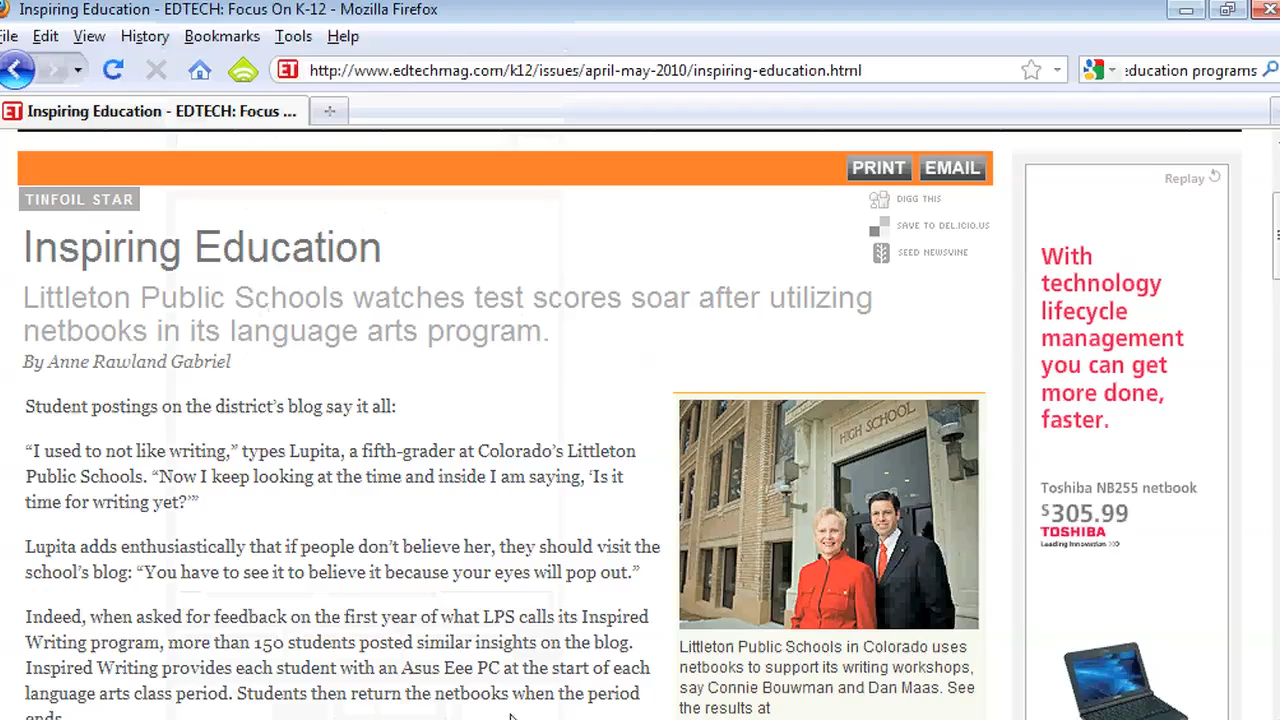 Inspiring Education - EDTECH: Focus On K-12 - Mozilla Firefox
File Edit View History Bookmarks Tools Help
ET http://www.edtechmag.com/k12/issues/april-may-2010/inspiring-education.html education programs
ET Inspiring Education - EDTECH: Focus ...
PRINT EMAIL
TINFOIL STAR
DIGG THIS
SAVE TO DEL.ICIO.US
SEED NEWSVINE
Inspiring Education
Littleton Public Schools watches test scores soar after utilizing
netbooks in its language arts program.
By Anne Rawland Gabriel
Student postings on the district’s blog say it all:
“I used to not like writing,” types Lupita, a fifth-grader at Colorado’s Littleton
Public Schools. “Now I keep looking at the time and inside I am saying, ‘Is it
time for writing yet?’”
Lupita adds enthusiastically that if people don’t believe her, they should visit the
school’s blog: “You have to see it to believe it because your eyes will pop out.”
Indeed, when asked for feedback on the first year of what LPS calls its Inspired
Writing program, more than 150 students posted similar insights on the blog.
Inspired Writing provides each student with an Asus Eee PC at the start of each
language arts class period. Students then return the netbooks when the period
ends.
HIGH SCHOOL
Littleton Public Schools in Colorado uses
netbooks to support its writing workshops,
say Connie Bouwman and Dan Maas. See
the results at
Replay
With
technology
lifecycle
management
you can get
more done,
faster.
Toshiba NB255 netbook
$305.99
TOSHIBA
Leading Innovation >>>